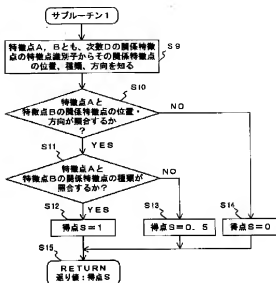 サブルーチン1
特徴点A，Bとも、次数Dの関係特徴
点の特徴点識別子からその関係特徴点
の位置、種類、方向を知る
S9
S10
特徴点Aと
特徴点Bの関係特徴点の位置・
方向が照合するか
?
NO
YES
S11
特徴点Aと
特徴点Bの関係特徴点の種類が
照合するか?
NO
YES
S12
得点S=1
S13
得点S=0.5
S14
得点S=0
S15
RETURN
返り値:得点S